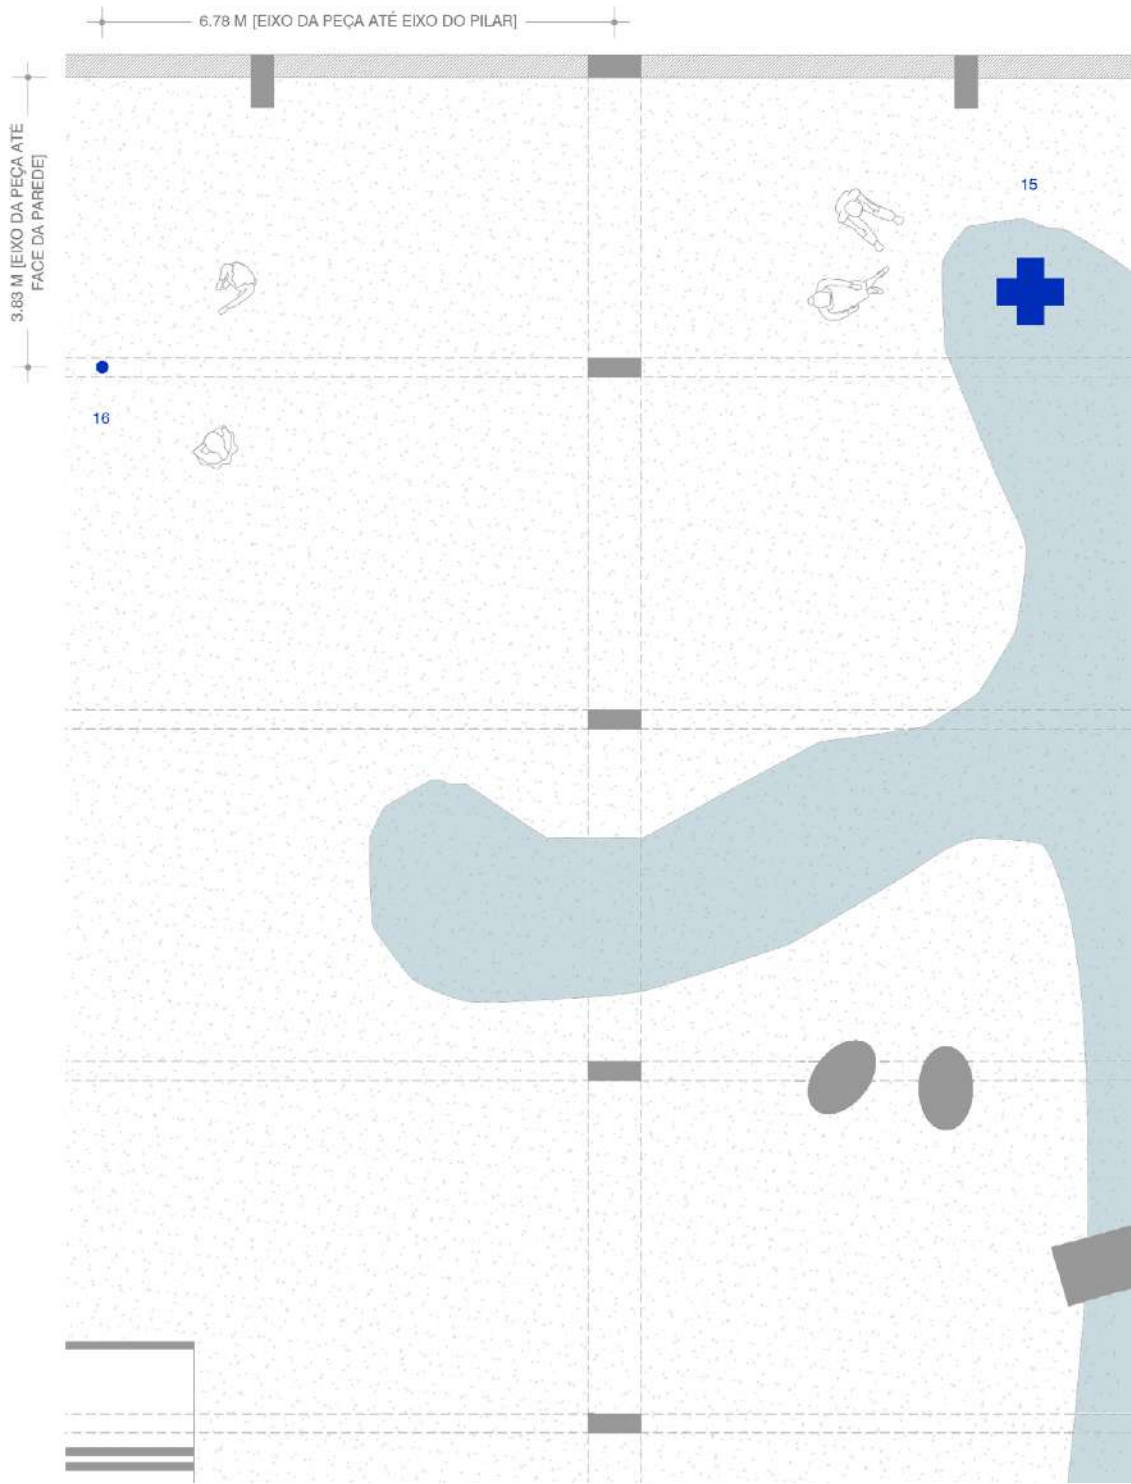 6.78 M [EIXO DA PEÇA ATÉ EIXO DO PILAR]
3.83 M [EIXO DA PEÇA ATÉ
FACE DA PAREDE]
15
16